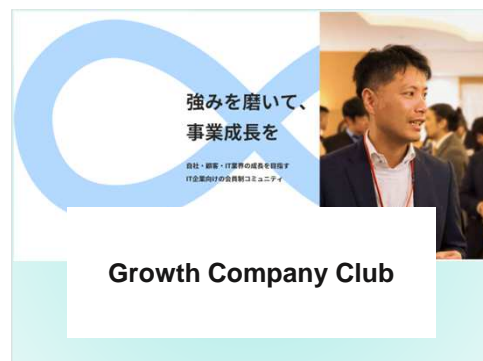 強みを磨いて、
事業成長を
自社・顧客・IT業界の成長を目指す
IT企業向けの会員制コミュニティ
Growth Company Club